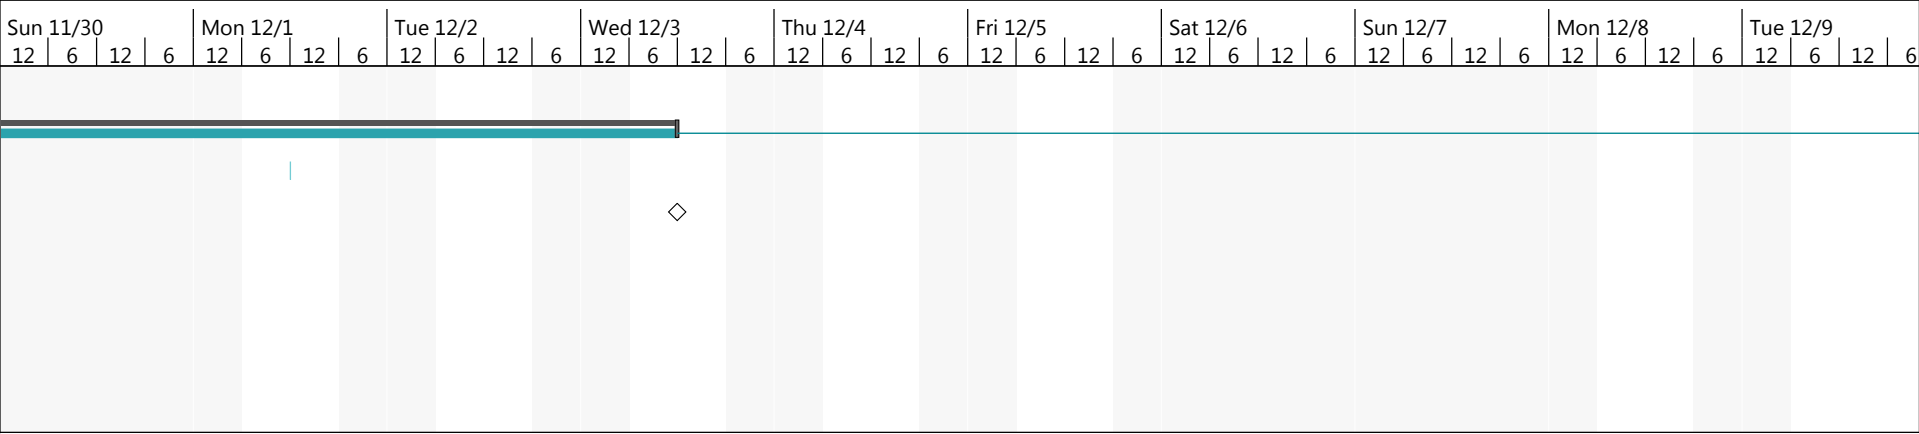 Sun 11/30 Mon 12/1 Tue 12/2 Wed 12/3 Thu 12/4 Fri 12/5 Sat 12/6 Sun 12/7 Mon 12/8 Tue 12/9
12 6 12 6 12 6 12 6 12 6 12 6 12 6 12 6 12 6 12 6 12 6 12 6 12 6 12 6 12 6 12 6 12 6 12 6 12 6 12 6